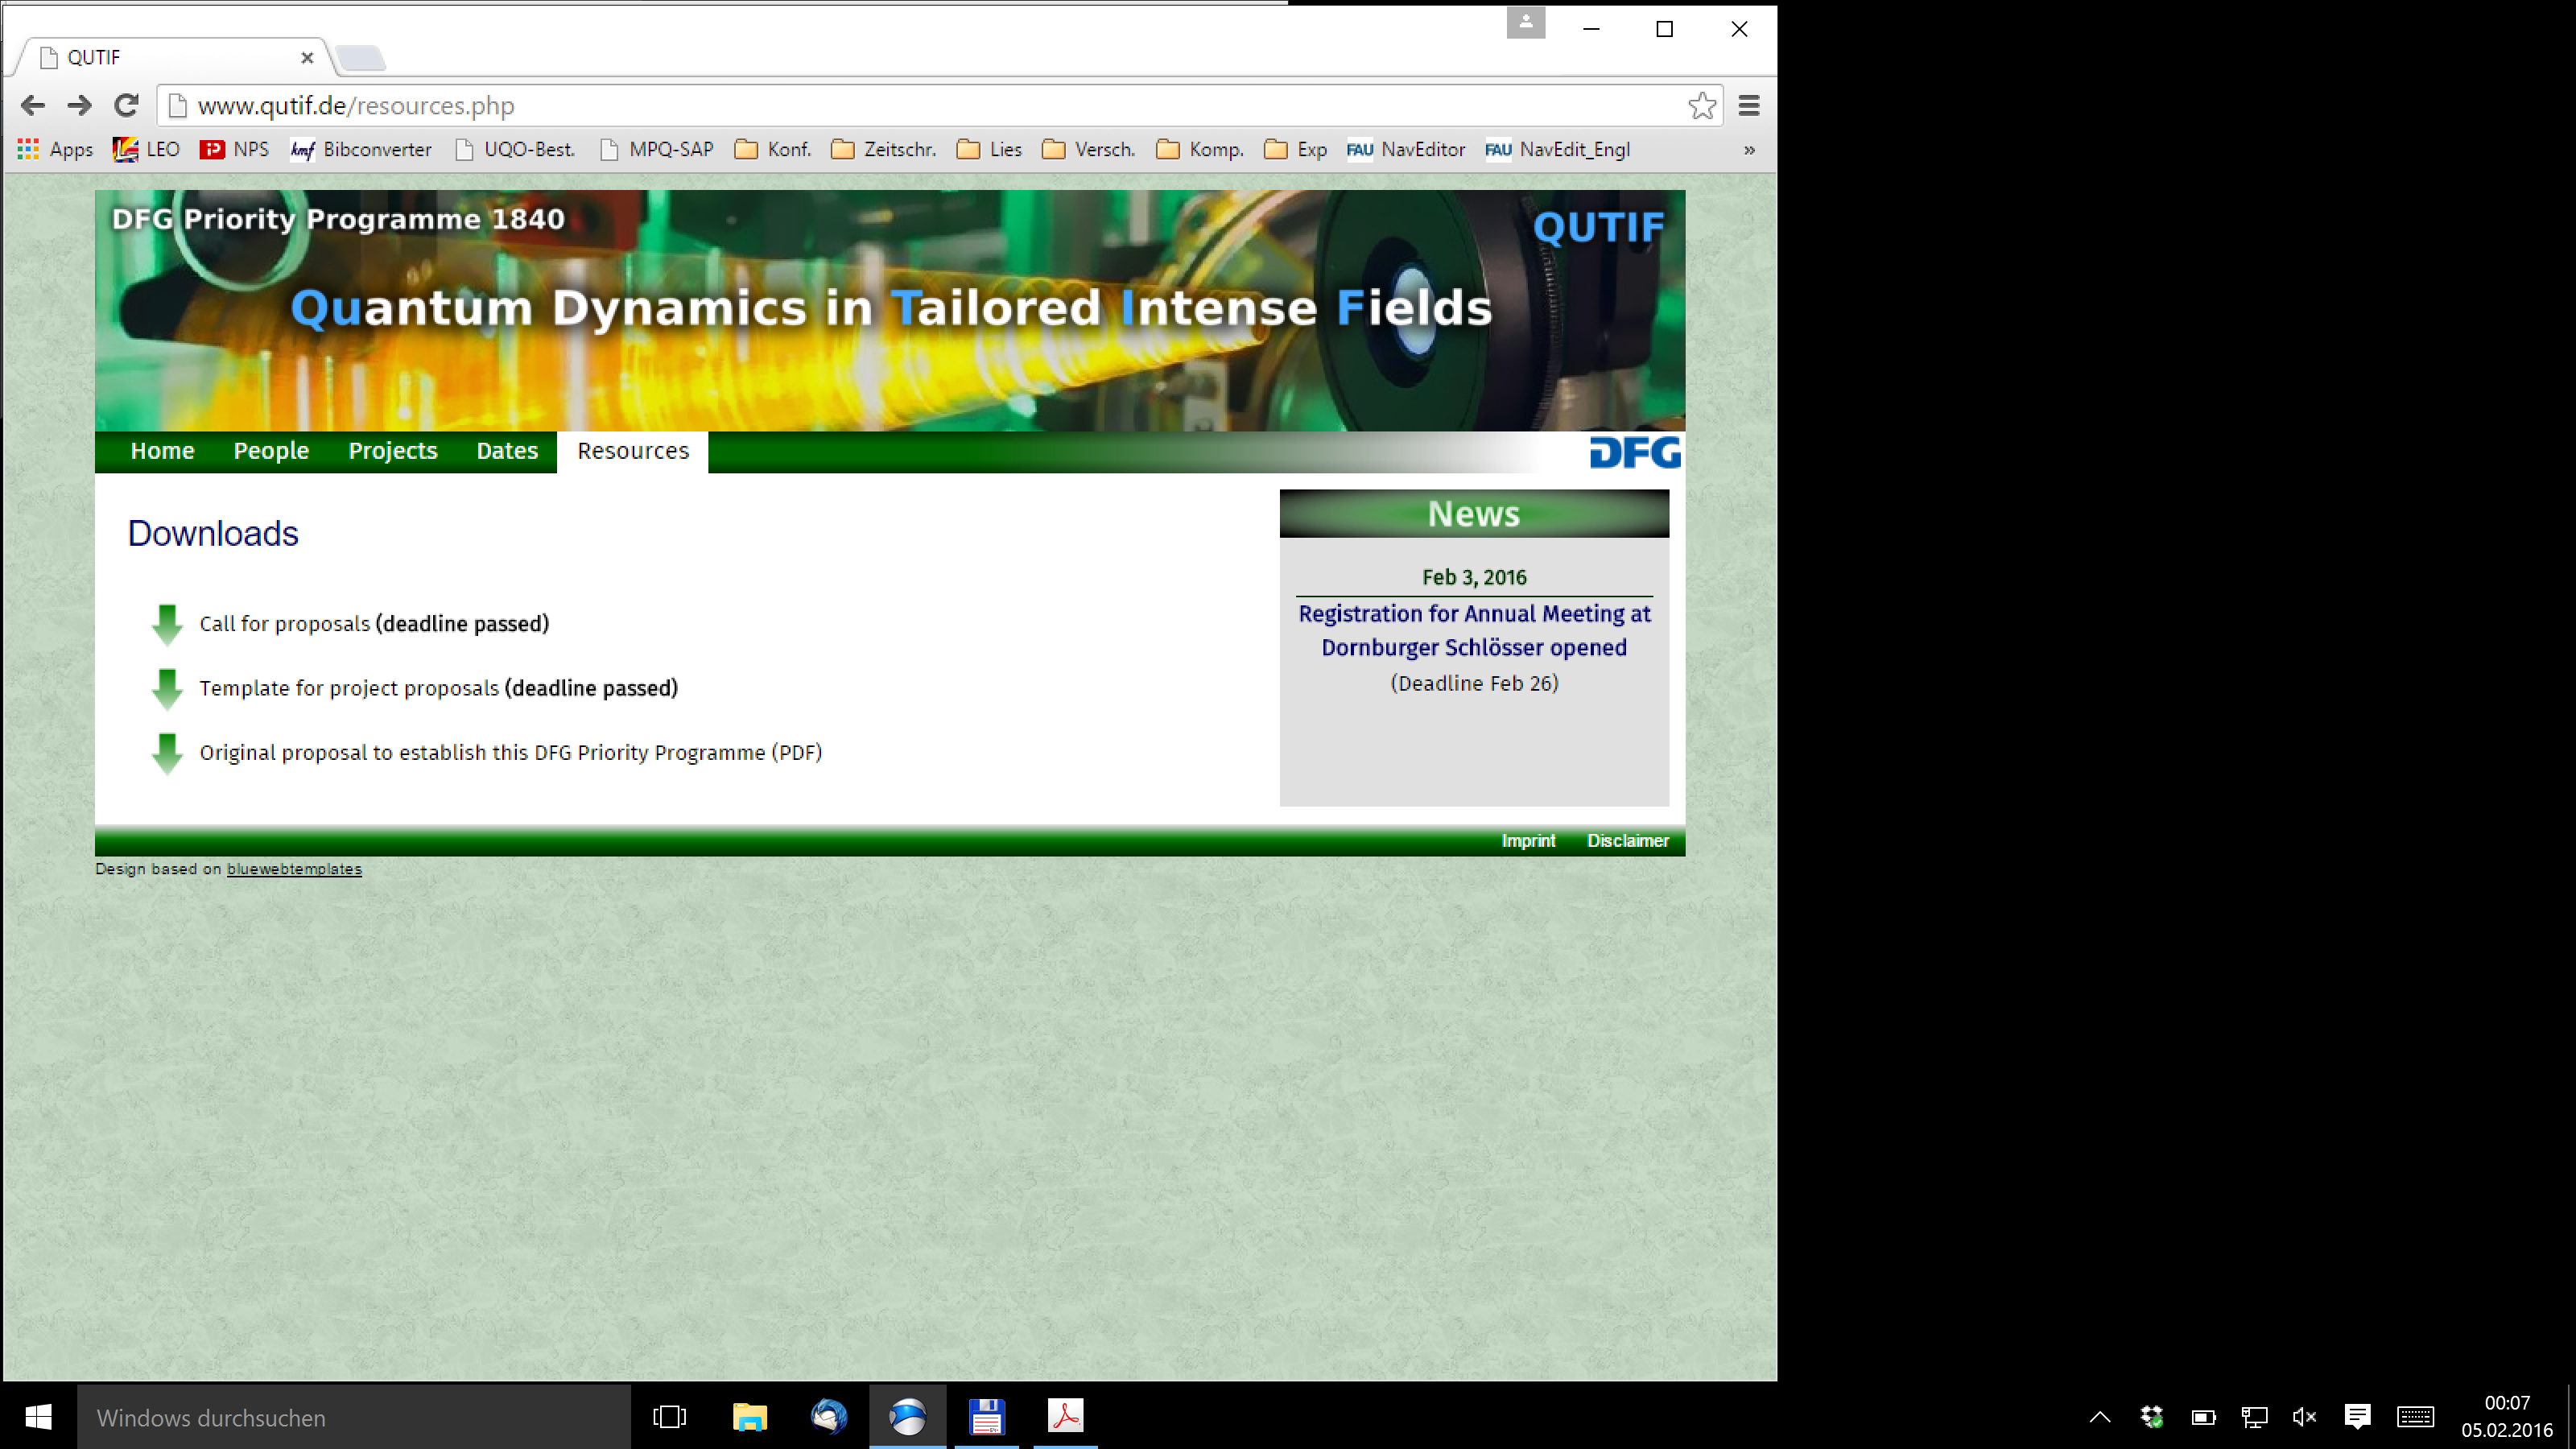 QUTIF
www.qutif.de/resources.php
Apps LEO NPS kmf Bibconverter UQO-Best. MPQ-SAP Konf. Zeitschr. Lies Versch. Komp. Exp FAU NavEditor FAU NavEdit_Engl »
DFG Priority Programme 1840
QUTIF
Quantum Dynamics in Tailored Intense Fields
Home People Projects Dates Resources DFG
Downloads
Call for proposals (deadline passed)
Template for project proposals (deadline passed)
Original proposal to establish this DFG Priority Programme (PDF)
News
Feb 3, 2016
Registration for Annual Meeting at
Dornburger Schlösser opened
(Deadline Feb 26)
Imprint Disclaimer
Design based on bluewebtemplates
Windows durchsuchen
00:07
05.02.2016